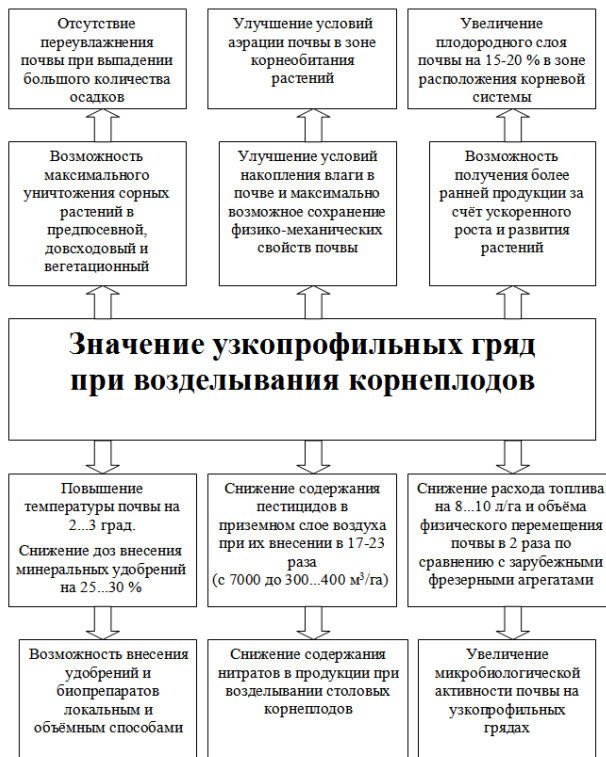 Отсутствие
переувлажнения
почвы при выпадении
большого количества
осадков
Улучшение условий
аэрации почвы в зоне
корнеобитания
растений
Увеличение
плодородного слоя
почвы на 15-20 % в зоне
расположения корневой
системы
Возможность
максимального
уничтожения сорных
растений в
предпосевной,
довсходовый и
вегетационный
Улучшение условий
накопления влаги в
почве и максимально
возможное сохранение
физико-механических
свойств почвы
Возможность
получения более
ранней продукции за
счёт ускоренного
роста и развития
растений
Значение узкопрофильных гряд
при возделывания корнеплодов
Повышение
температуры почвы на
2...3 град.
Снижение доз внесения
минеральных удобрений
на 25...30 %
Снижение содержания
пестицидов в
приземном слое воздуха
при их внесении в 17-23
раза
(с 7000 до 300...400 м³/га)
Снижение расхода топлива
на 8...10 л/га и объёма
физического перемещения
почвы в 2 раза по
сравнению с зарубежными
фрезерными агрегатами
Возможность внесения
удобрений и
биопрепаратов
локальным и
объёмным способами
Снижение содержания
нитратов в продукции при
возделывании столовых
корнеплодов
Увеличение
микробиологической
активности почвы на
узкопрофильных
грядах